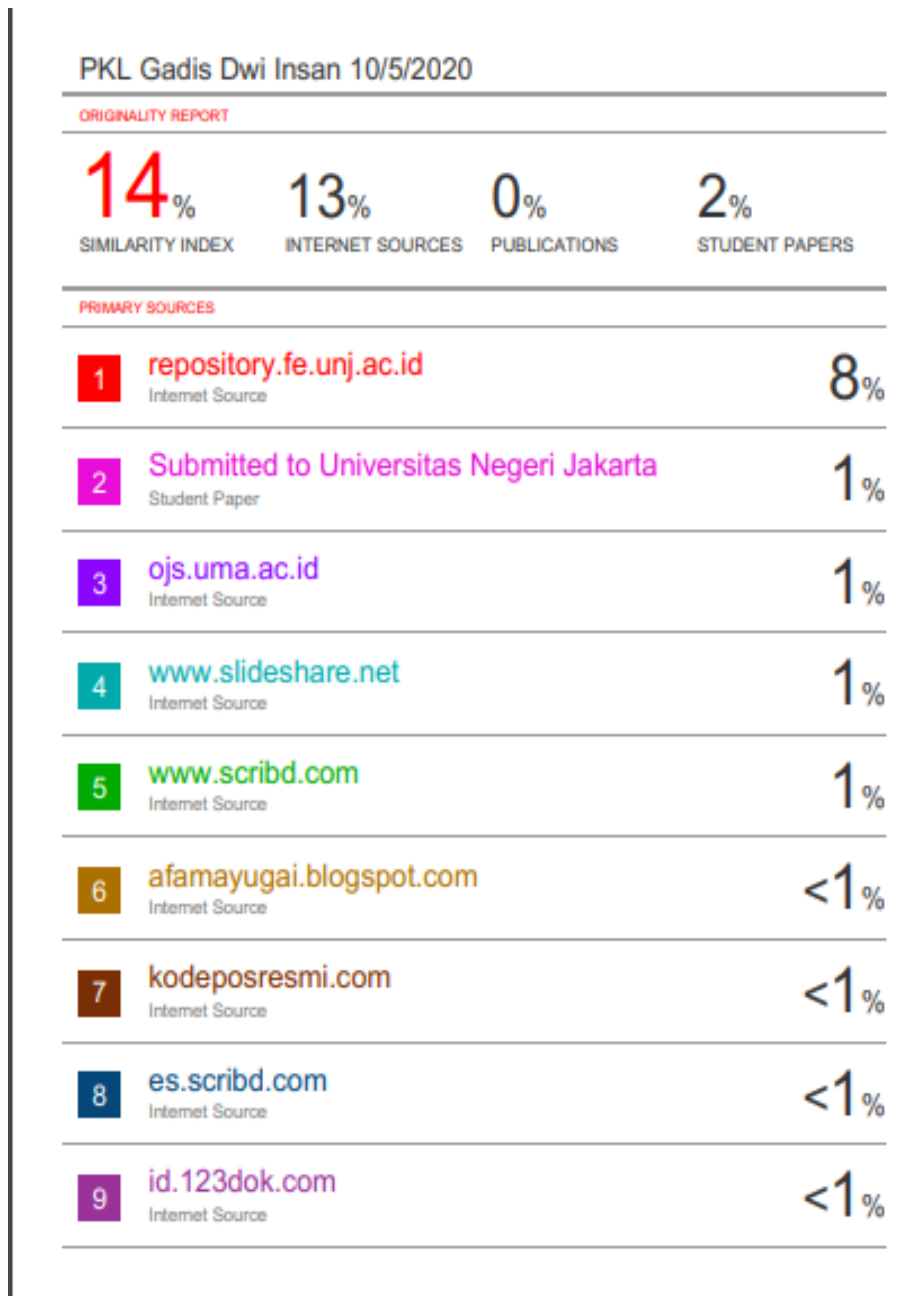 PKL Gadis Dwi Insan 10/5/2020
ORIGINALITY REPORT
14% 13% 0% 2%
SIMILARITY INDEX INTERNET SOURCES PUBLICATIONS STUDENT PAPERS
PRIMARY SOURCES
1 repository.fe.unj.ac.id 8%
Internet Source
2 Submitted to Universitas Negeri Jakarta 1%
Student Paper
3 ojs.uma.ac.id 1%
Internet Source
4 www.slideshare.net 1%
Internet Source
5 www.scribd.com 1%
Internet Source
6 afamayugai.blogspot.com <1%
Internet Source
7 kodeposresmi.com <1%
Internet Source
8 es.scribd.com <1%
Internet Source
9 id.123dok.com <1%
Internet Source